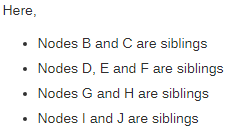 Here,
• Nodes B and C are siblings
• Nodes D, E and F are siblings
• Nodes G and H are siblings
• Nodes I and J are siblings